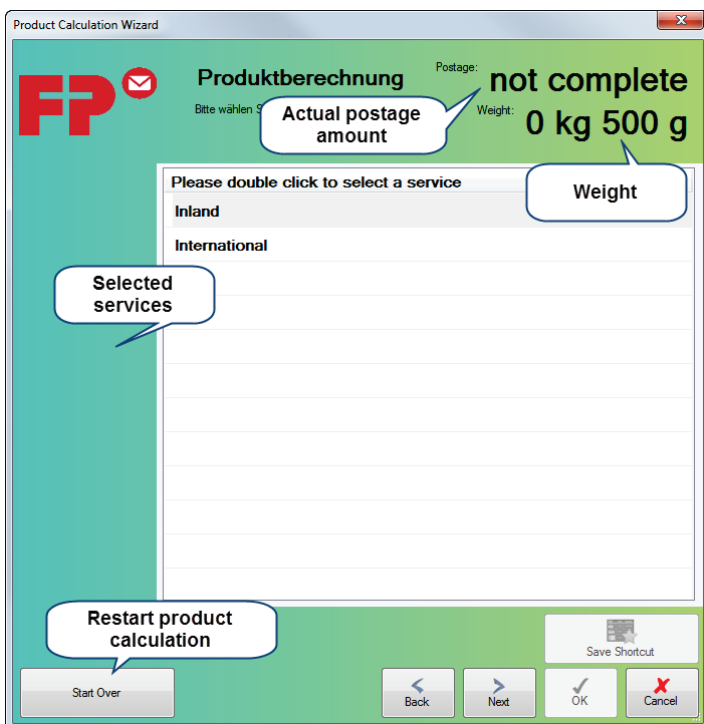 Product Calculation Wizard
FP
Produktberechnung
Postage:
not complete
Bitte wählen
Actual postage
amount
Weight:
0 kg 500 g
Weight
Please double click to select a service
Inland
International
Selected
services
Restart product
calculation
Save Shortcut
Start Over
Back
Next
OK
Cancel